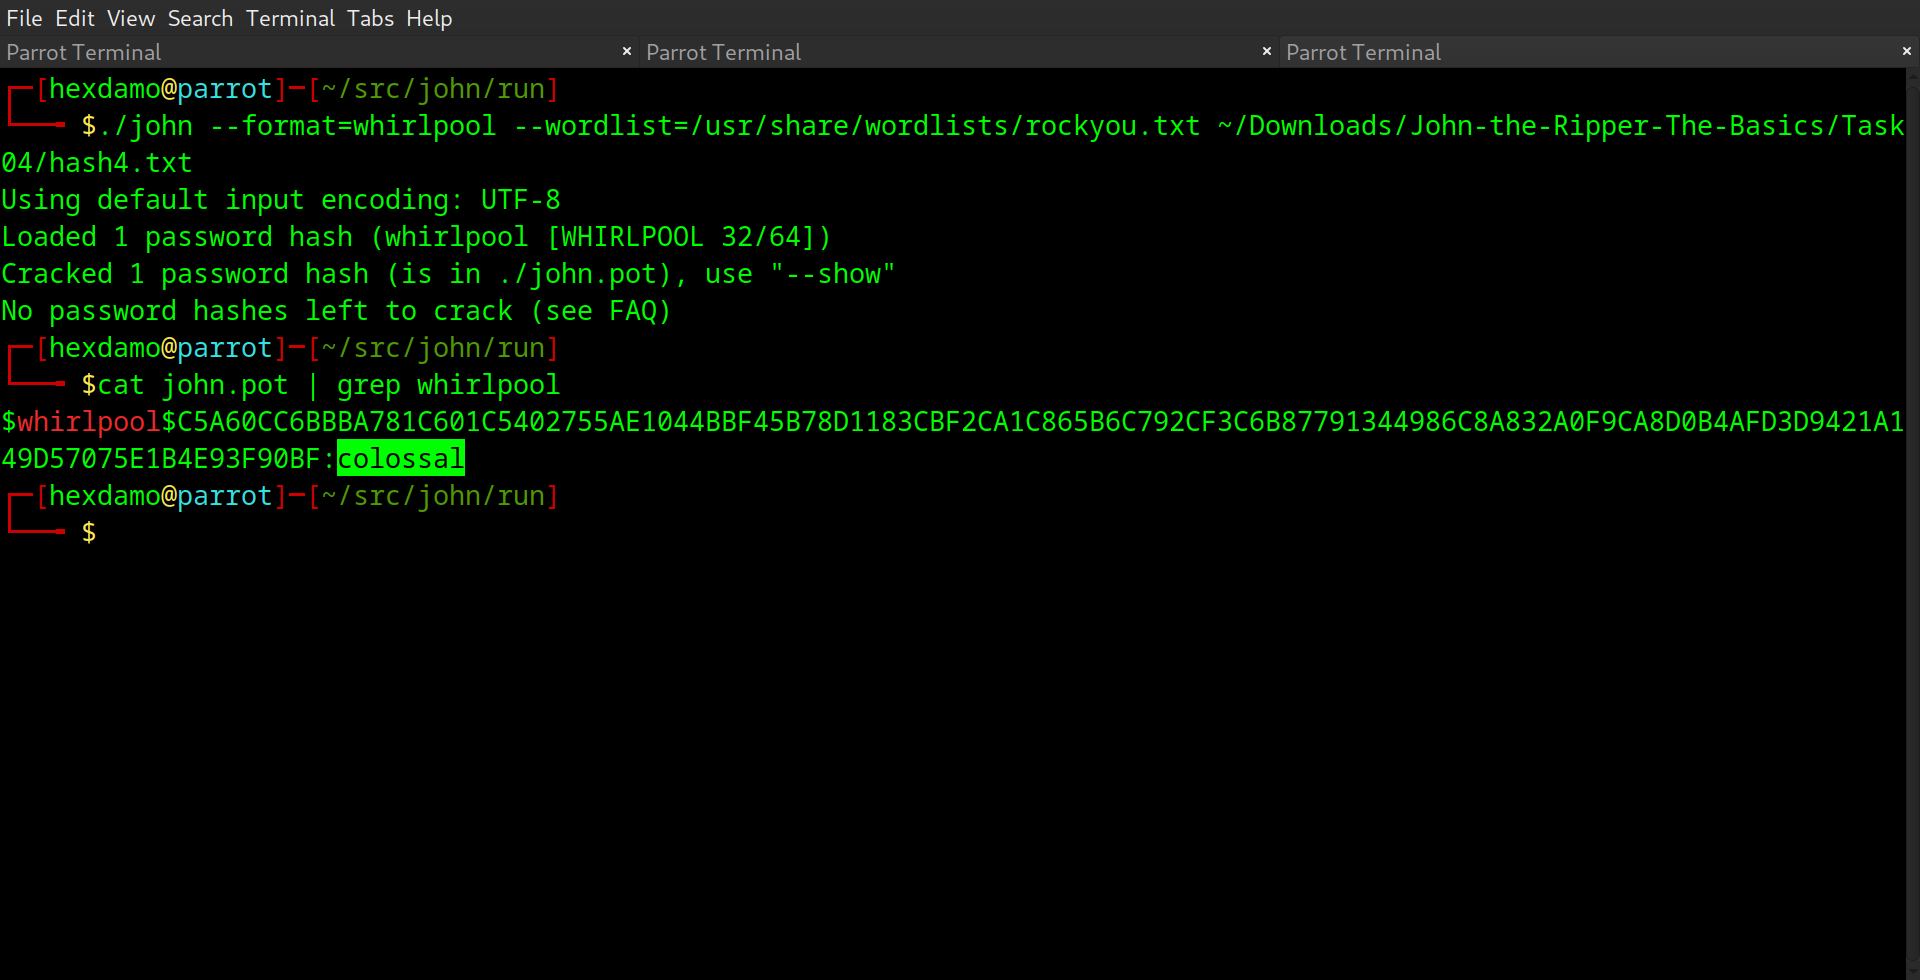 File Edit View Search Terminal Tabs Help
Parrot Terminal × Parrot Terminal × Parrot Terminal ×
┌─[hexdamo@parrot]─[~/src/john/run]
└──╼ $./john --format=whirlpool --wordlist=/usr/share/wordlists/rockyou.txt ~/Downloads/John-the-Ripper-The-Basics/Task
04/hash4.txt
Using default input encoding: UTF-8
Loaded 1 password hash (whirlpool [WHIRLPOOL 32/64])
Cracked 1 password hash (is in ./john.pot), use "--show"
No password hashes left to crack (see FAQ)
┌─[hexdamo@parrot]─[~/src/john/run]
└──╼ $cat john.pot | grep whirlpool
$whirlpool$C5A60CC6BBBA781C601C5402755AE1044BBF45B78D1183CBF2CA1C865B6C792CF3C6B87791344986C8A832A0F9CA8D0B4AFD3D9421A1
49D57075E1B4E93F90BF:colossal
┌─[hexdamo@parrot]─[~/src/john/run]
└──╼ $